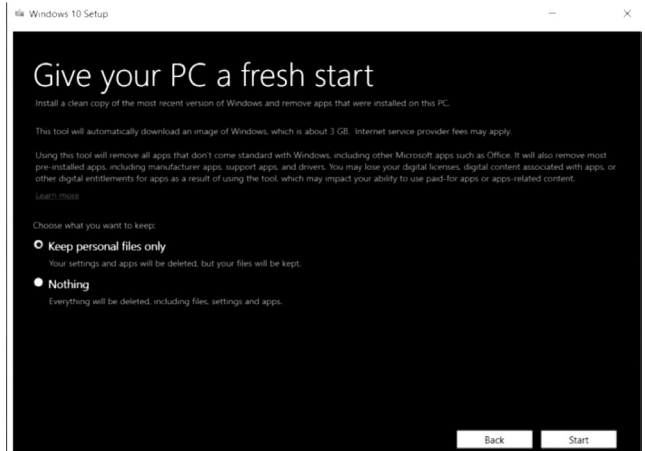 Windows 10 Setup
Give your PC a fresh start
Install a clean copy of the most recent version of Windows and remove apps that were installed on this PC.
This tool will automatically download an image of Windows, which is about 3 GB. Internet service provider fees may apply.
Using this tool will remove all apps that don't come standard with Windows, including other Microsoft apps such as Office. It will also remove most
pre-installed apps, including manufacturer apps, support apps, and drivers. You may lose your digital licenses, digital content associated with apps, or
other digital entitlements for apps as a result of using the tool, which may impact your ability to use paid-for apps or apps-related content.
Learn more
Choose what you want to keep:
Keep personal files only
Your settings and apps will be deleted, but your files will be kept.
Nothing
Everything will be deleted, including files, settings and apps.
Back Start